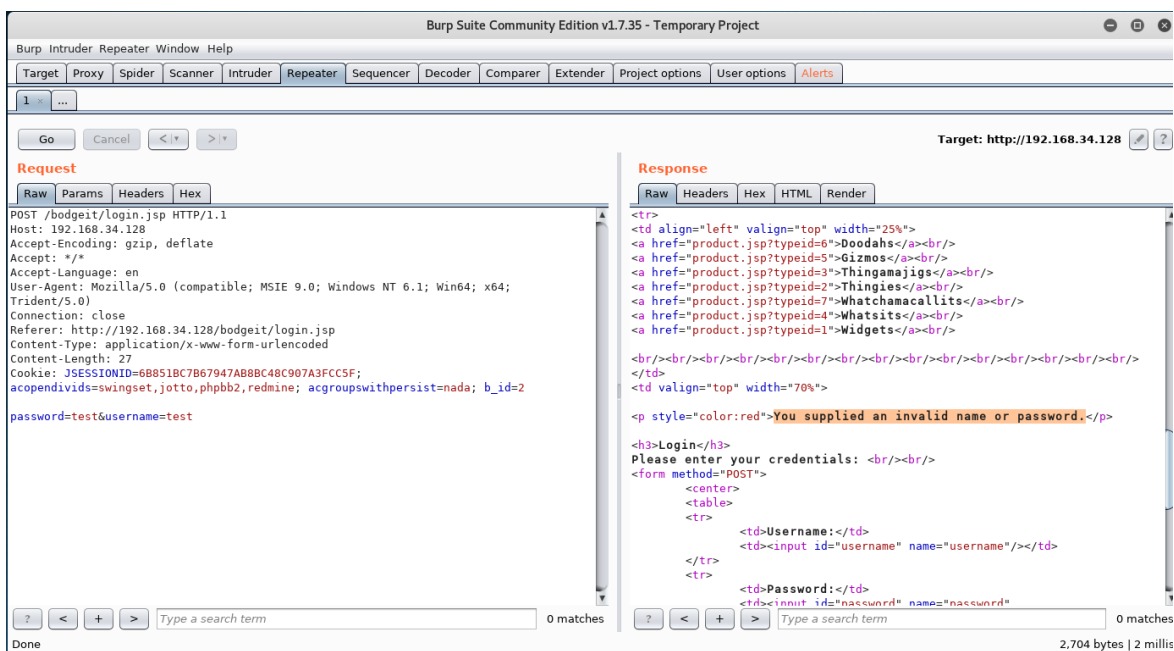 Burp Suite Community Edition v1.7.35 - Temporary Project
Burp Intruder Repeater Window Help
Target Proxy Spider Scanner Intruder Repeater Sequencer Decoder Comparer Extender Project options User options Alerts
1 × ...
Go Cancel < > Target: http://192.168.34.128 ?
Request
Raw Params Headers Hex
POST /bodgeit/login.jsp HTTP/1.1
Host: 192.168.34.128
Accept-Encoding: gzip, deflate
Accept: */*
Accept-Language: en
User-Agent: Mozilla/5.0 (compatible; MSIE 9.0; Windows NT 6.1; Win64; x64;
Trident/5.0)
Connection: close
Referer: http://192.168.34.128/bodgeit/login.jsp
Content-Type: application/x-www-form-urlencoded
Content-Length: 27
Cookie: JSESSIONID=6B851BC7B67947AB8BC48C907A3FCC5F;
acopendivids=swingset,jotto,phpbb2,redmine; acgroupswithpersist=nada; b_id=2
password=test&username=test
? < + > Type a search term 0 matches
Response
Raw Headers Hex HTML Render
<tr>
<td align="left" valign="top" width="25%">
<a href="product.jsp?typeid=6">Doodahs</a><br/>
<a href="product.jsp?typeid=5">Gizmos</a><br/>
<a href="product.jsp?typeid=3">Thingamajigs</a><br/>
<a href="product.jsp?typeid=2">Thingies</a><br/>
<a href="product.jsp?typeid=7">Whatchamacallits</a><br/>
<a href="product.jsp?typeid=4">Whatsits</a><br/>
<a href="product.jsp?typeid=1">Widgets</a><br/>
<br/><br/><br/><br/><br/><br/><br/><br/><br/><br/><br/><br/><br/><br/><br/>
</td>
<td valign="top" width="70%">
<p style="color:red">You supplied an invalid name or password.</p>
<h3>Login</h3>
Please enter your credentials: <br/><br/>
<form method="POST">
<center>
<table>
<tr>
<td>Username:</td>
<td><input id="username" name="username"/></td>
</tr>
<tr>
<td>Password:</td>
<td><input id="password" name="password"
? < + > Type a search term 0 matches
Done
2,704 bytes | 2 millis